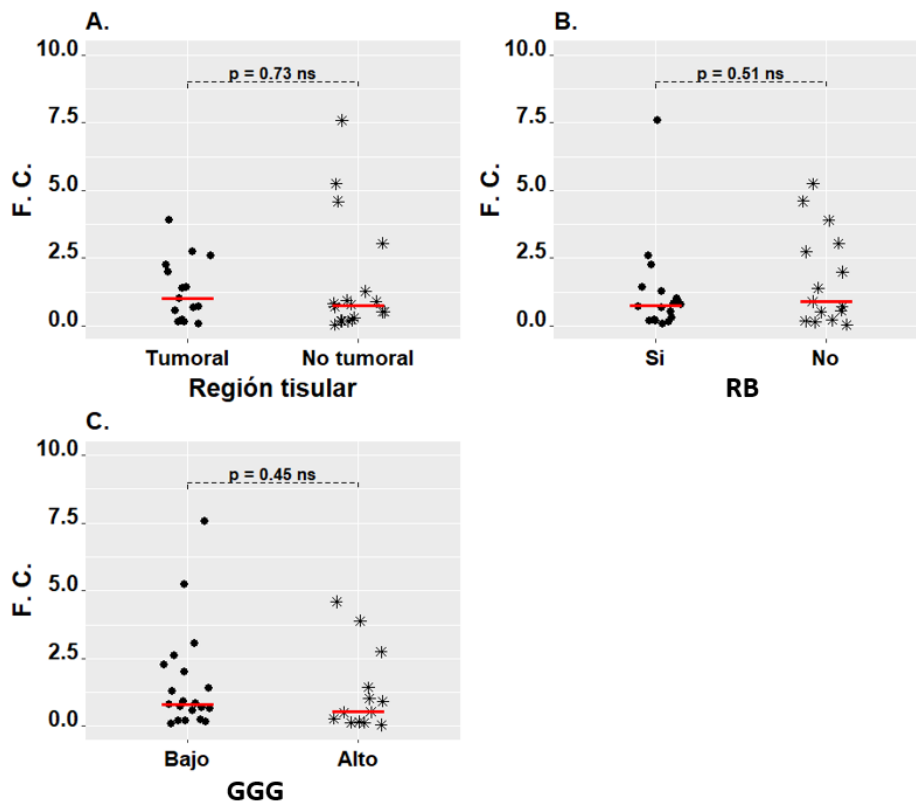 A.
10.0
7.5
5.0
2.5
0.0
F. C.
p = 0.73 ns
Tumoral No tumoral
Región tisular
B.
10.0
7.5
5.0
2.5
0.0
F. C.
p = 0.51 ns
Si No
RB
C.
10.0
7.5
5.0
2.5
0.0
F. C.
p = 0.45 ns
Bajo Alto
GGG